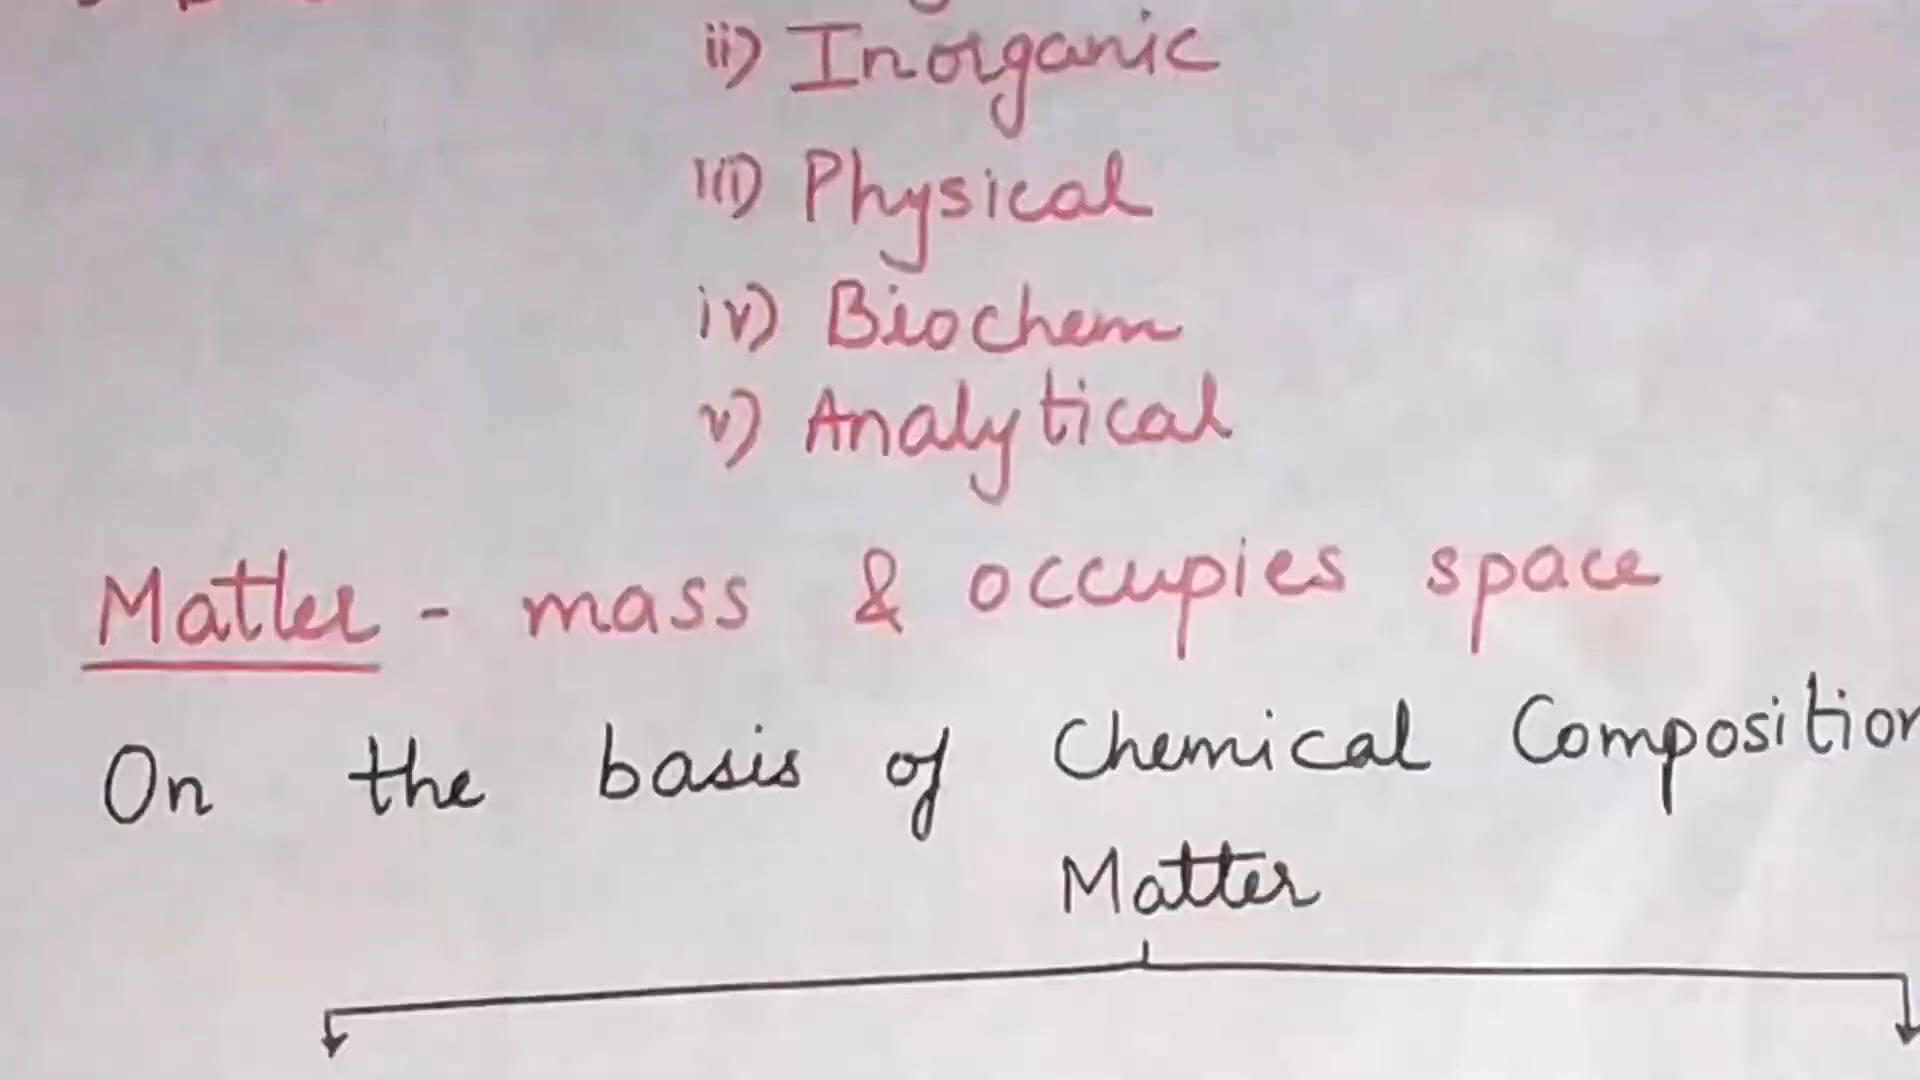 ii) Inorganic
iii) Physical
iv) Biochem
v) Analytical
Matter - mass & occupies space
On the basis of Chemical Composition
Matter